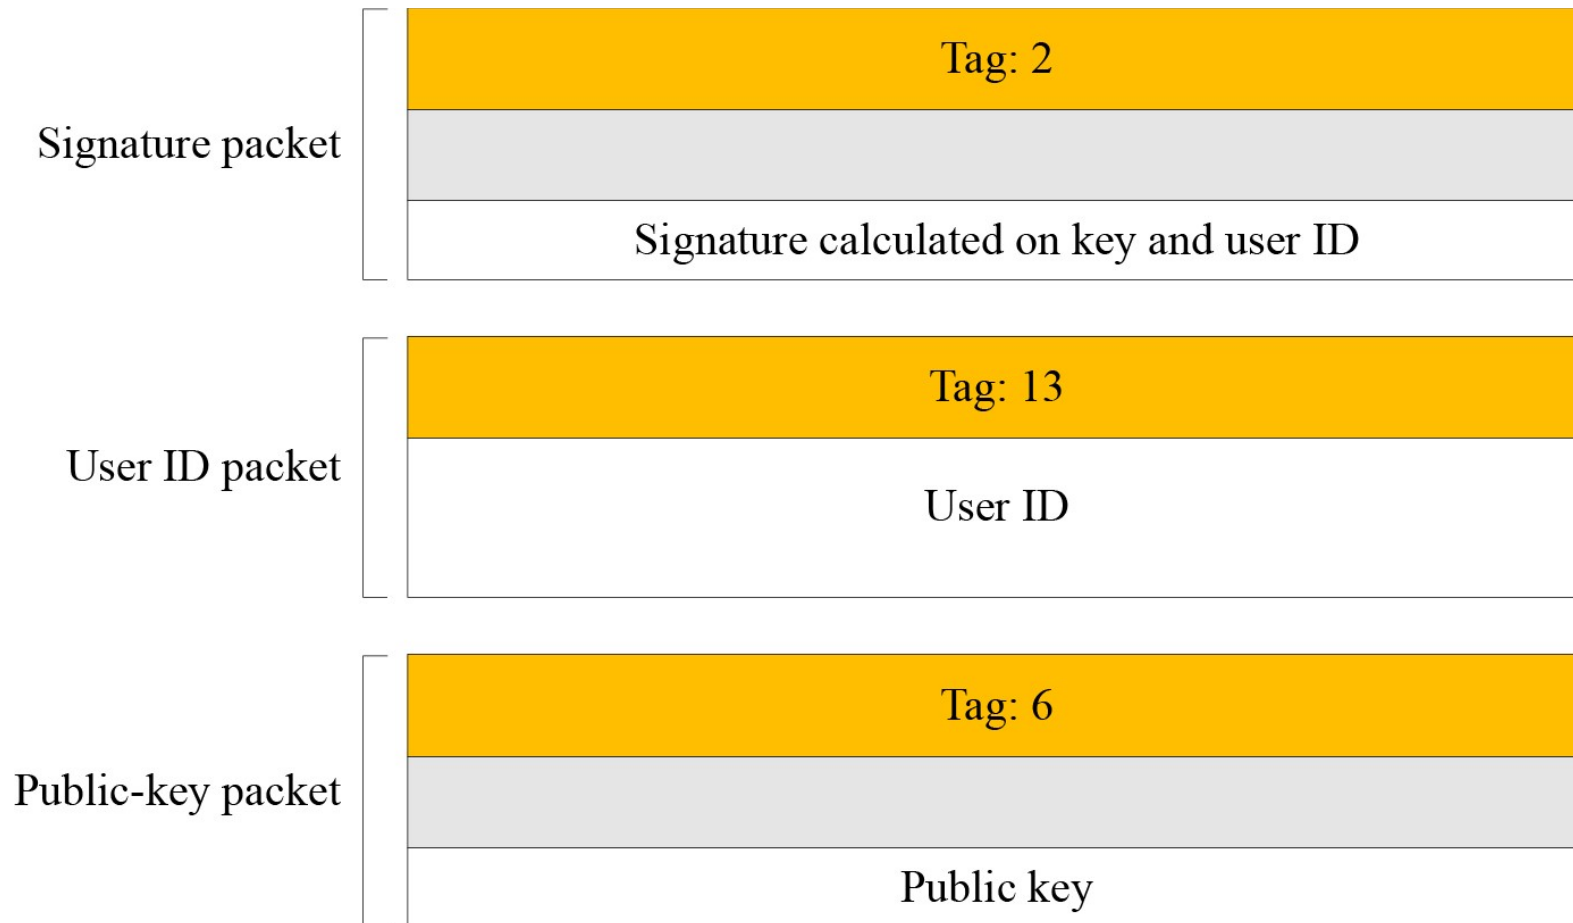 Tag: 2
Signature packet
Signature calculated on key and user ID
Tag: 13
User ID packet
User ID
Tag: 6
Public-key packet
Public key